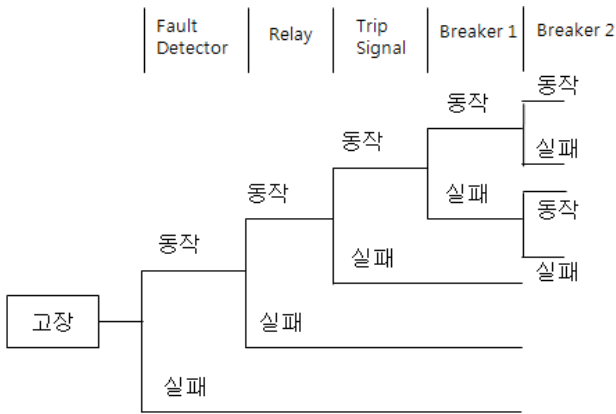 Fault Detector
Relay
Trip Signal
Breaker 1
Breaker 2
동작
동작
동작
실패
동작
실패
동작
동작
실패
실패
고장
실패
실패